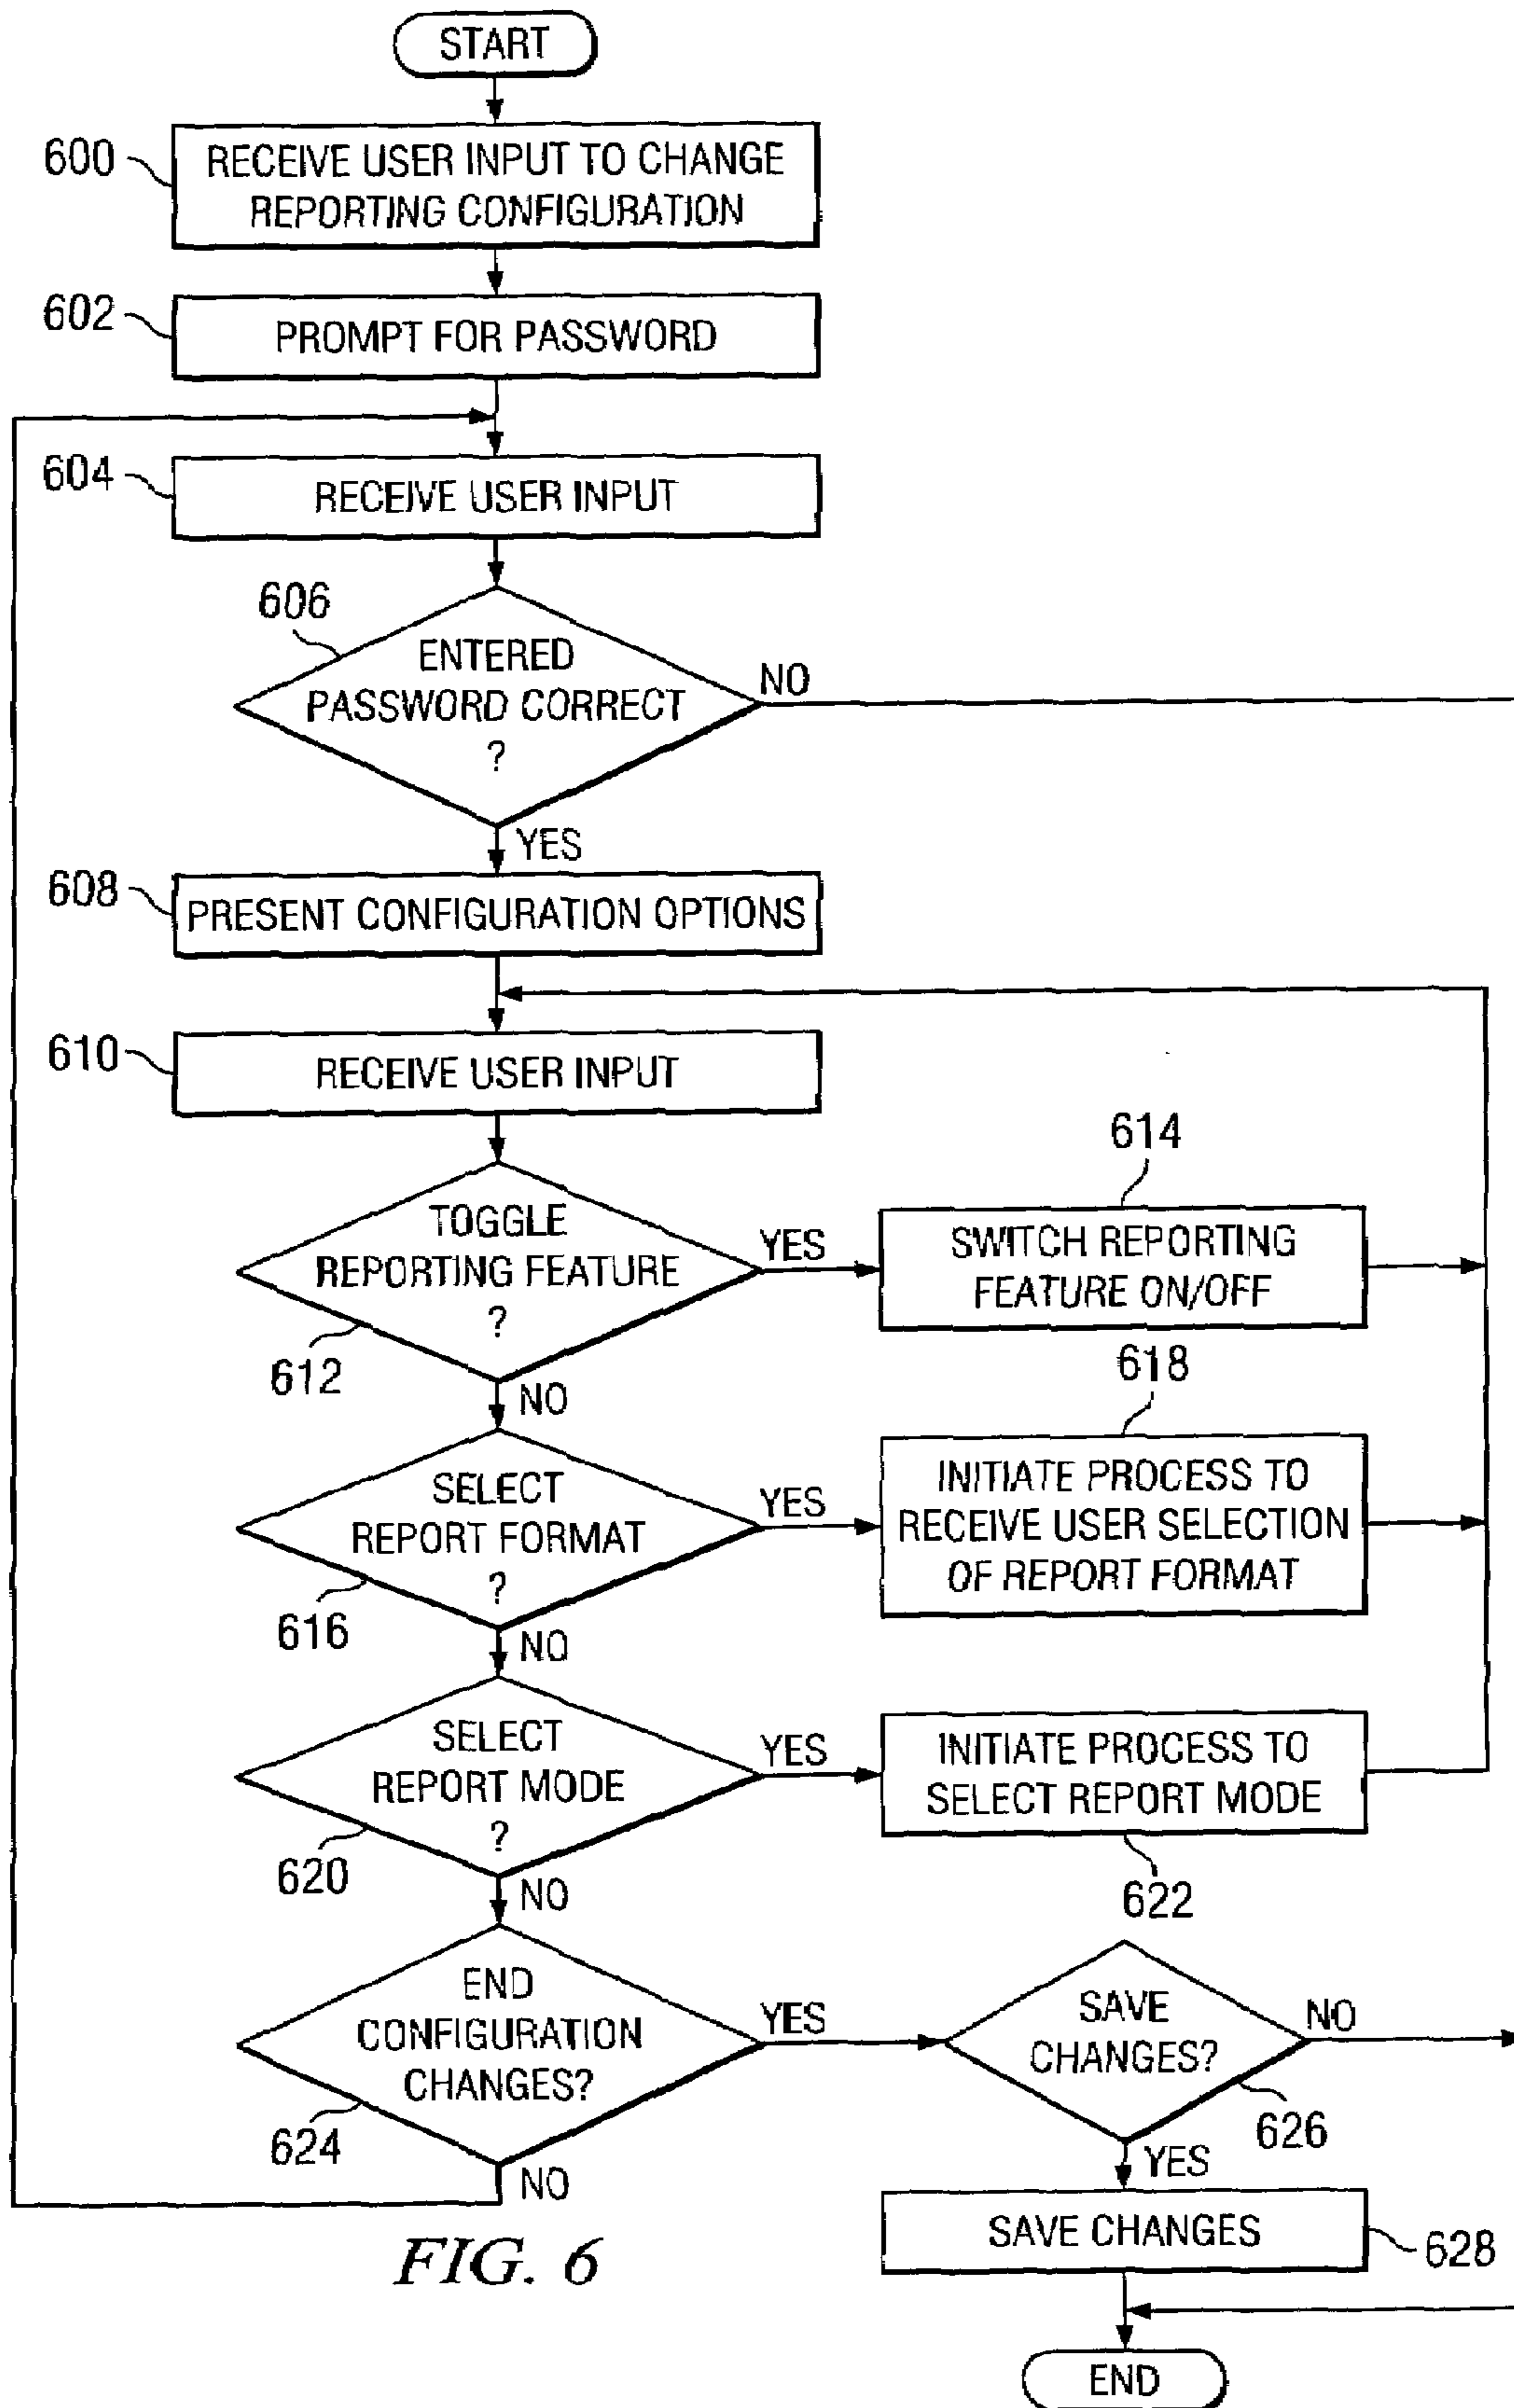 START
600
RECEIVE USER INPUT TO CHANGE
REPORTING CONFIGURATION
602
PROMPT FOR PASSWORD
604
RECEIVE USER INPUT
606
ENTERED
PASSWORD CORRECT
?
NO
YES
608
PRESENT CONFIGURATION OPTIONS
610
RECEIVE USER INPUT
TOGGLE
REPORTING FEATURE
?
612
YES
614
SWITCH REPORTING
FEATURE ON/OFF
NO
SELECT
REPORT FORMAT
?
616
YES
618
INITIATE PROCESS TO
RECEIVE USER SELECTION
OF REPORT FORMAT
NO
SELECT
REPORT MODE
?
620
YES
INITIATE PROCESS TO
SELECT REPORT MODE
622
NO
END
CONFIGURATION
CHANGES?
624
YES
SAVE
CHANGES?
626
NO
NO
YES
SAVE CHANGES
628
FIG. 6
END